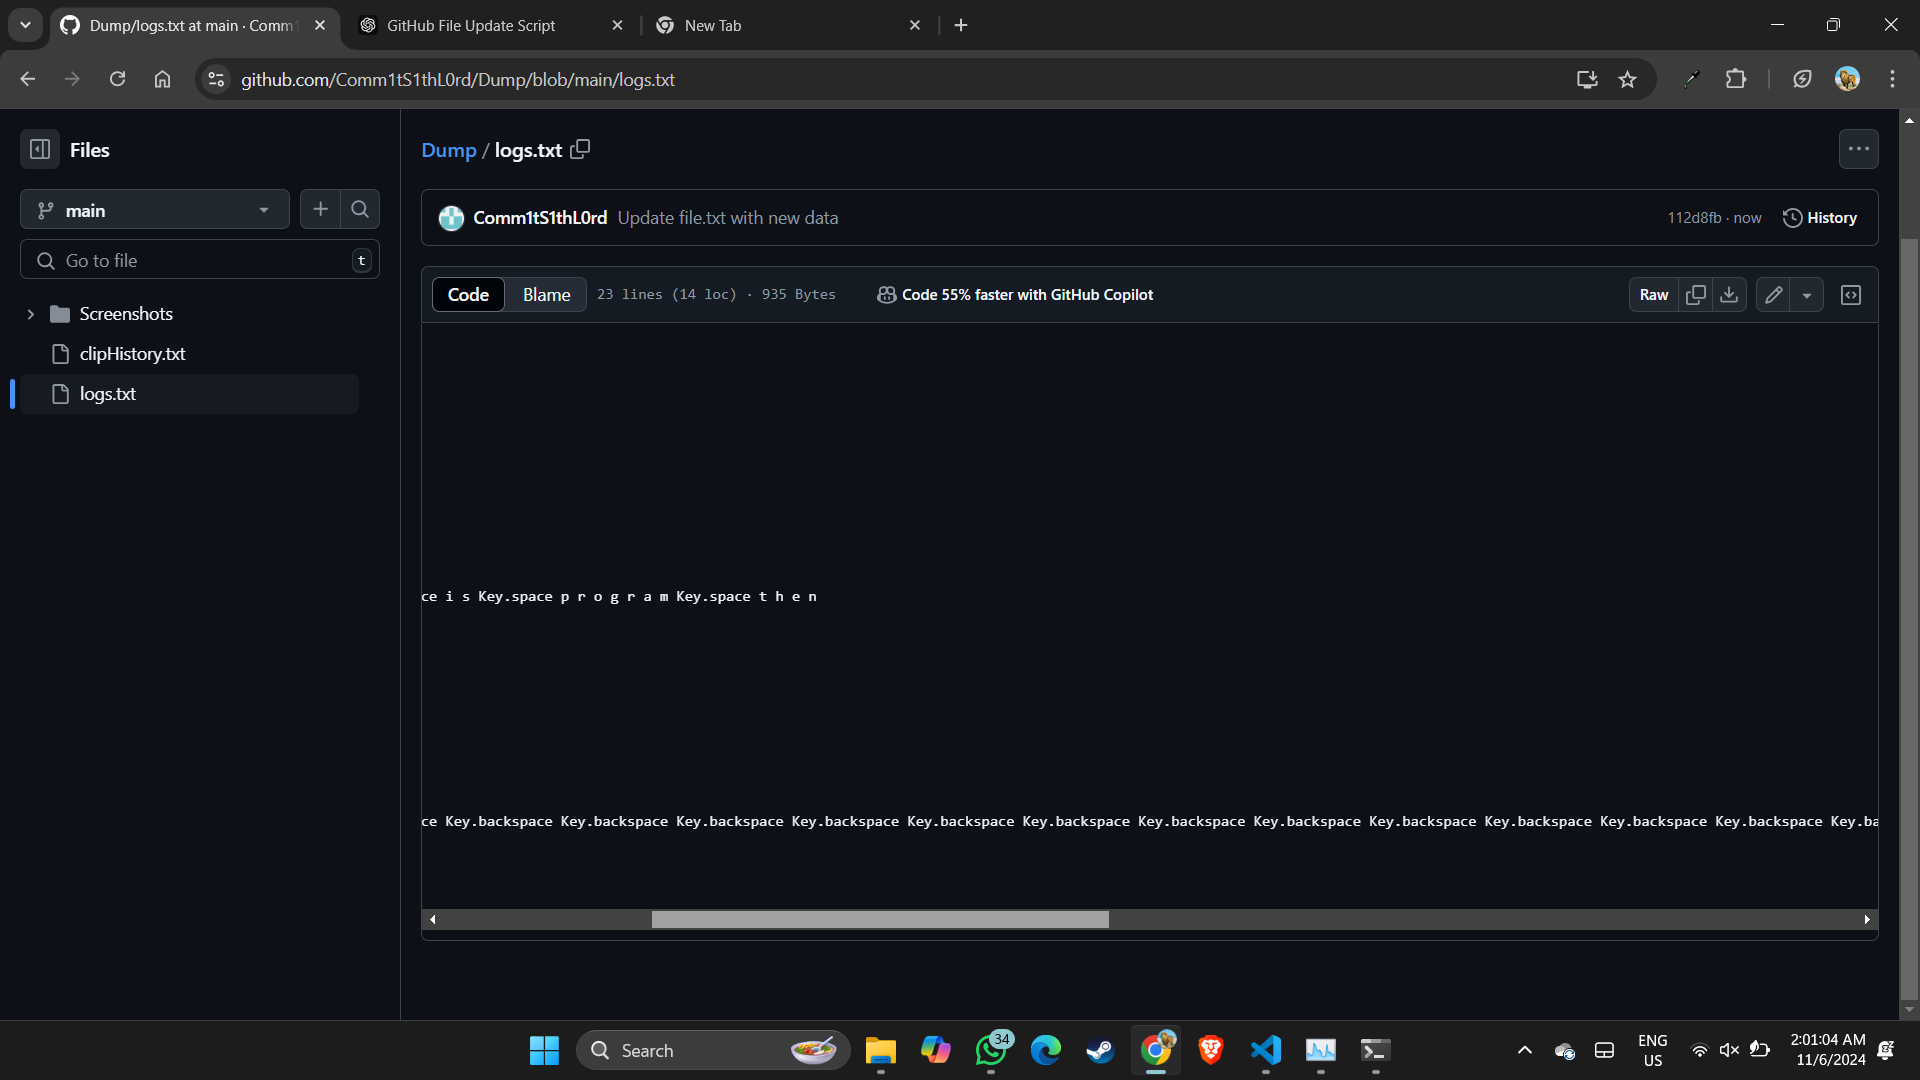 Dump/logs.txt at main · Comm1
GitHub File Update Script
New Tab
github.com/Comm1tS1thL0rd/Dump/blob/main/logs.txt
Files
main
Go to file
t
Screenshots
clipHistory.txt
logs.txt
Dump / logs.txt
Comm1tS1thL0rd Update file.txt with new data
112d8fb · now
History
Code
Blame
23 lines (14 loc) · 935 Bytes
Code 55% faster with GitHub Copilot
Raw
ce i s Key.space p r o g r a m Key.space t h e n
ce Key.backspace Key.backspace Key.backspace Key.backspace Key.backspace Key.backspace Key.backspace Key.backspace Key.backspace Key.backspace Key.backspace Key.backspace Key.ba
Search
34
ENG
US
2:01:04 AM
11/6/2024